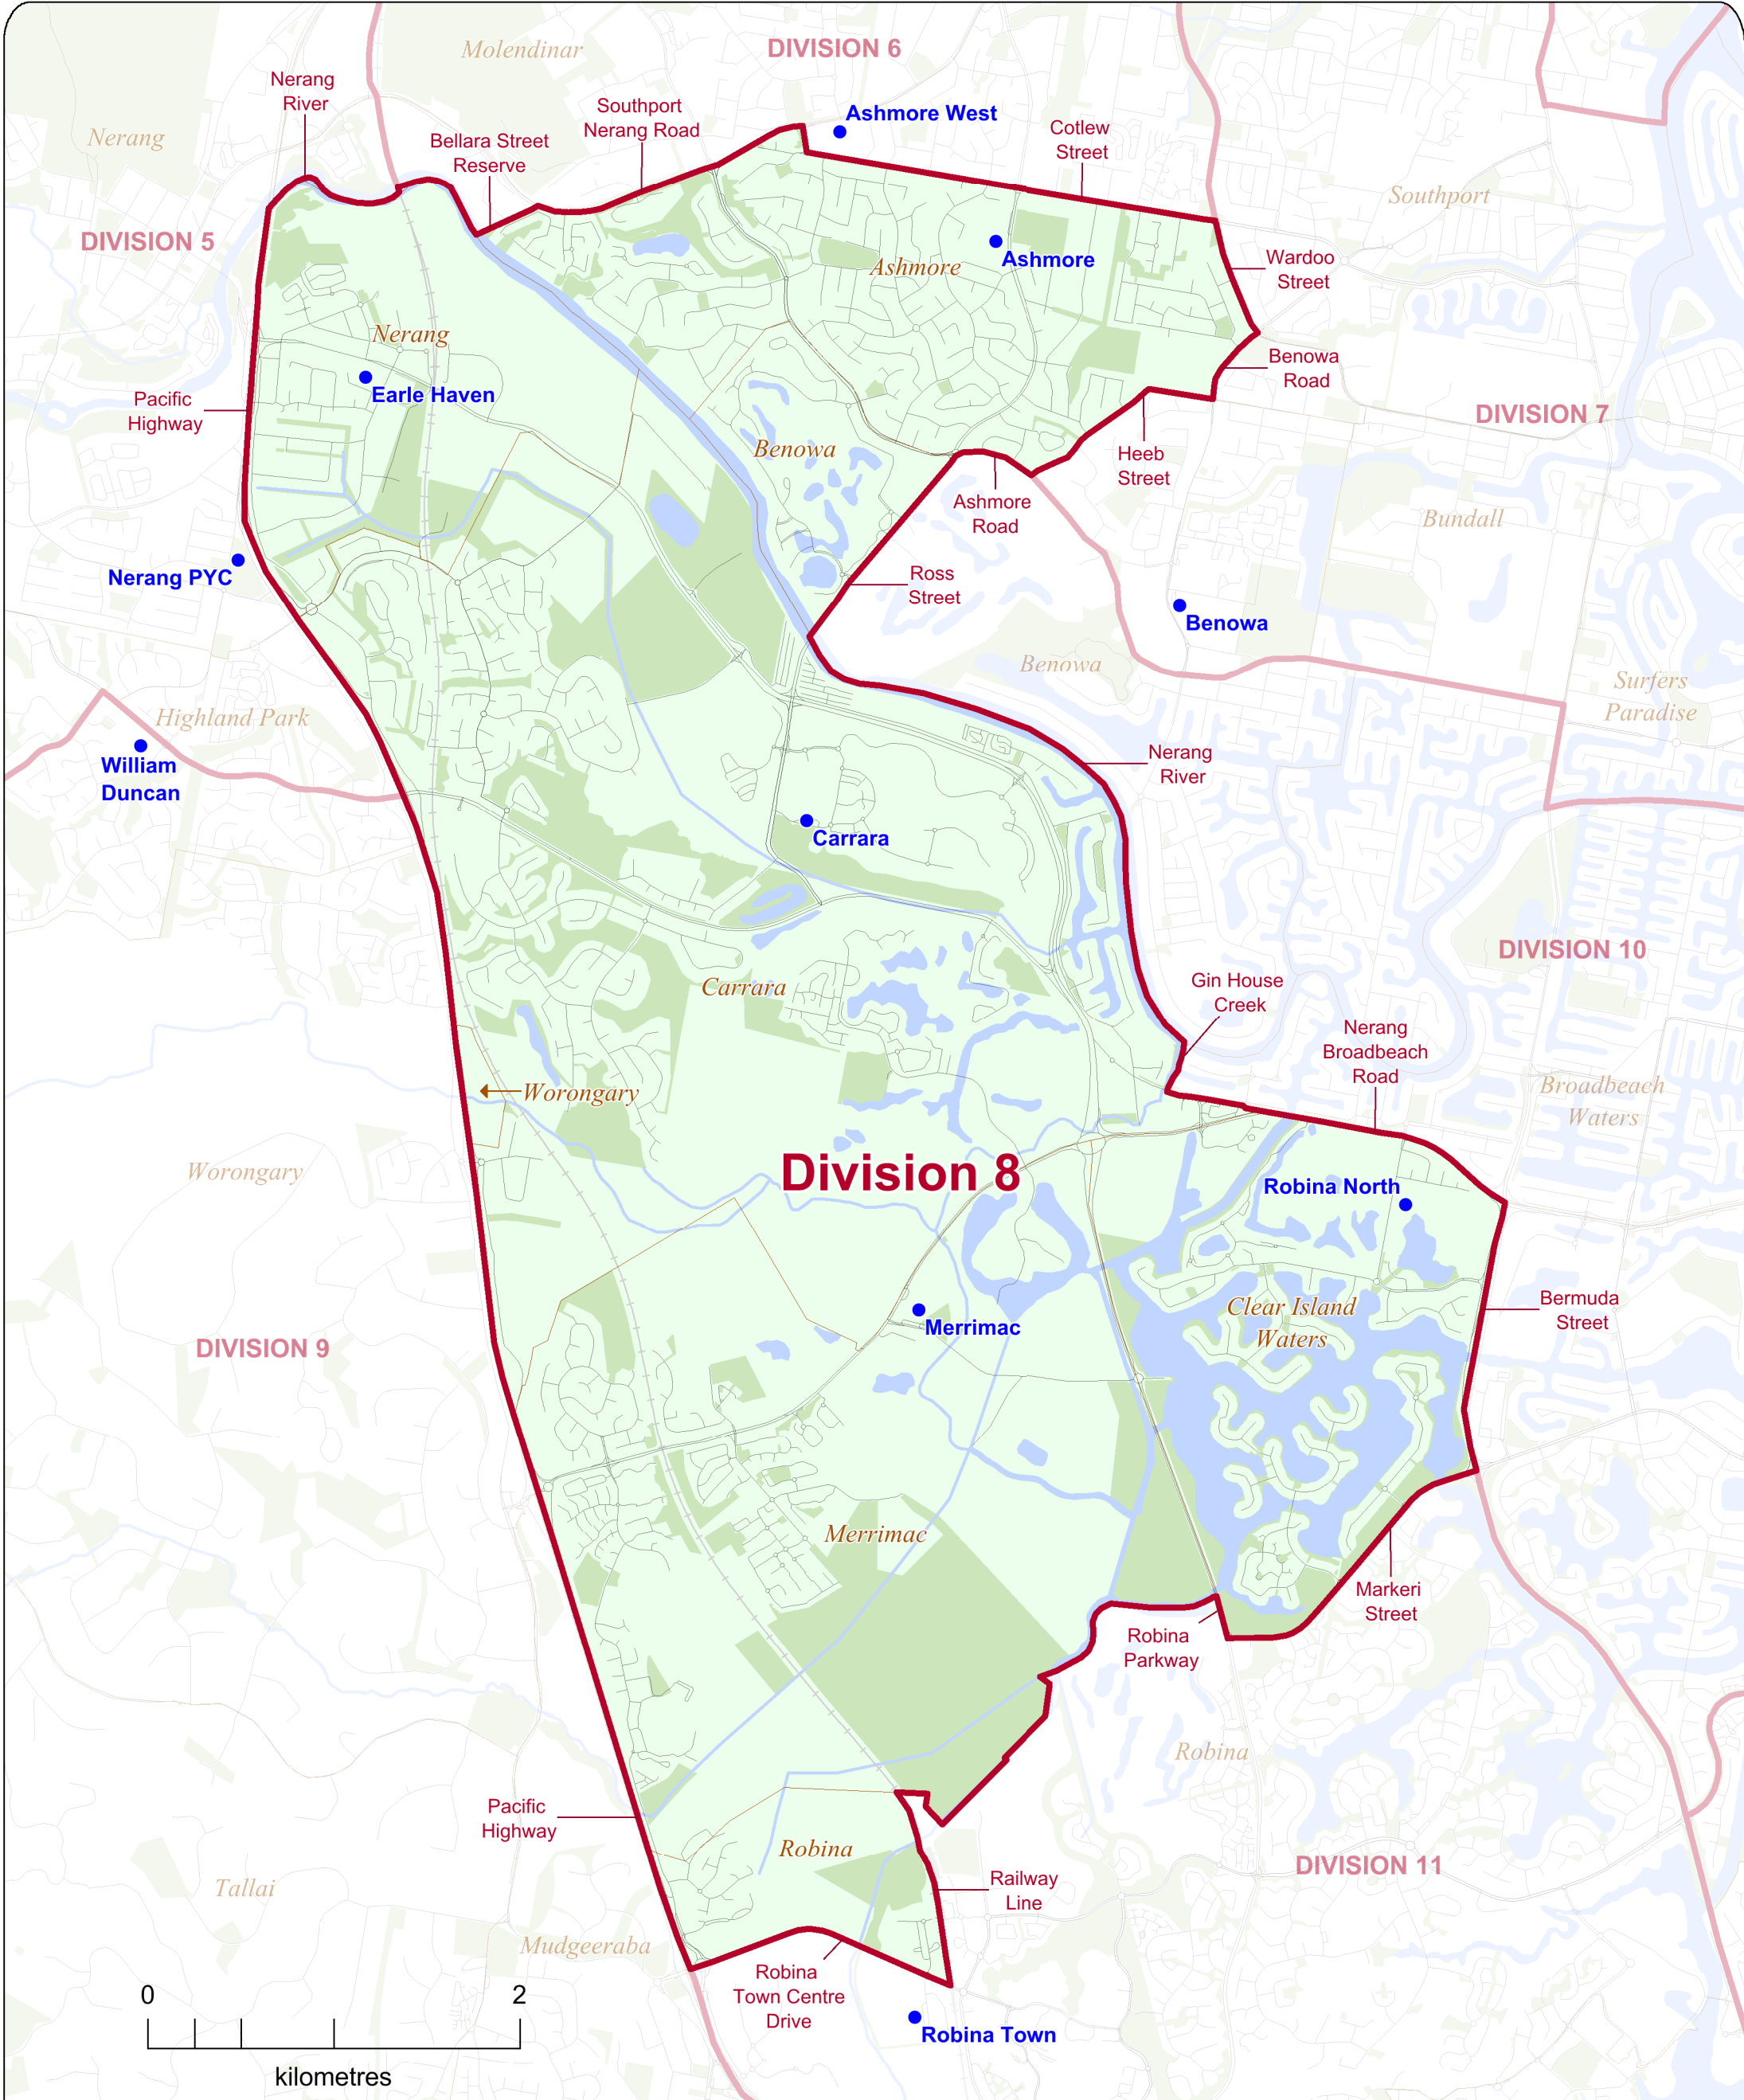 DIVISION 6
Molendinar
Nerang
River
Southport
Nerang Road
Ashmore West
Cotlew
Street
Nerang
Bellara Street
Reserve
Southport
DIVISION 5
Wardoo
Street
Ashmore
Ashmore
Nerang
Benowa
Road
Earle Haven
Pacific
Highway
DIVISION 7
Benowa
Heeb
Street
Ashmore
Road
Bundall
Nerang PYC
Ross
Street
Benowa
Benowa
Surfers
Paradise
Highland Park
William
Duncan
Nerang
River
Carrara
DIVISION 10
Carrara
Gin House
Creek
Nerang
Broadbeach
Road
Worongary
Broadbeach
Waters
Worongary
Division 8
Robina North
Clear Island
Waters
Bermuda
Street
Merrimac
DIVISION 9
Merrimac
Markeri
Street
Robina
Parkway
Robina
Pacific
Highway
Robina
DIVISION 11
Railway
Line
Tallai
Mudgeeraba
Robina
Town Centre
Drive
0 2
kilometres
Robina Town